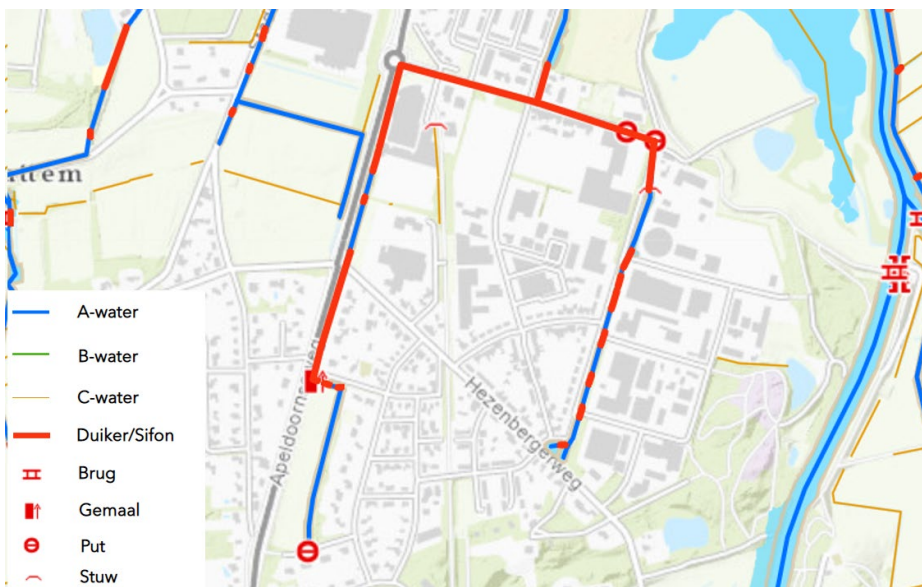 ttem
Apeldoornseweg
Hezenbergerweg
A-water
B-water
C-water
Duiker/Sifon
Brug
Gemaal
Put
Stuw